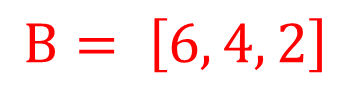 B = [6, 4, 2]